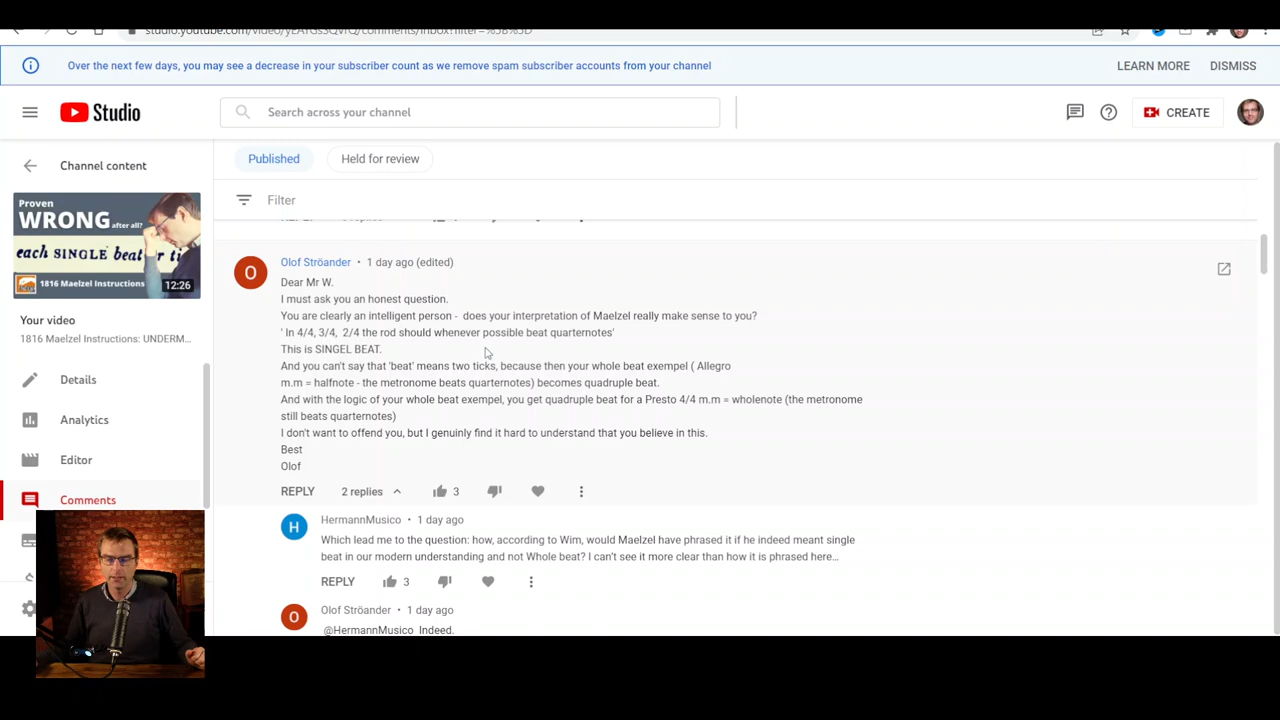 Over the next few days, you may see a decrease in your subscriber count as we remove spam subscriber accounts from your channel
LEARN MORE
DISMISS
Studio
Search across your channel
CREATE
Channel content
Published
Held for review
Filter
Proven
WRONG after all?
each SINGLE beat or ti
1816 Maelzel Instructions
12:26
Your video
1816 Maelzel Instructions: UNDERM...
Details
Analytics
Editor
Comments
O
Olof Ströander • 1 day ago (edited)
Dear Mr W.
I must ask you an honest question.
You are clearly an intelligent person - does your interpretation of Maelzel really make sense to you?
' In 4/4, 3/4, 2/4 the rod should whenever possible beat quarternotes'
This is SINGEL BEAT.
And you can't say that 'beat' means two ticks, because then your whole beat exempel ( Allegro
m.m = halfnote - the metronome beats quarternotes) becomes quadruple beat.
And with the logic of your whole beat exempel, you get quadruple beat for a Presto 4/4 m.m = wholenote (the metronome
still beats quarternotes)
I don't want to offend you, but I genuinly find it hard to understand that you believe in this.
Best
Olof
REPLY 2 replies 3
H
HermannMusico • 1 day ago
Which lead me to the question: how, according to Wim, would Maelzel have phrased it if he indeed meant single
beat in our modern understanding and not Whole beat? I can't see it more clear than how it is phrased here...
REPLY 3
O
Olof Ströander • 1 day ago
@HermannMusico Indeed.